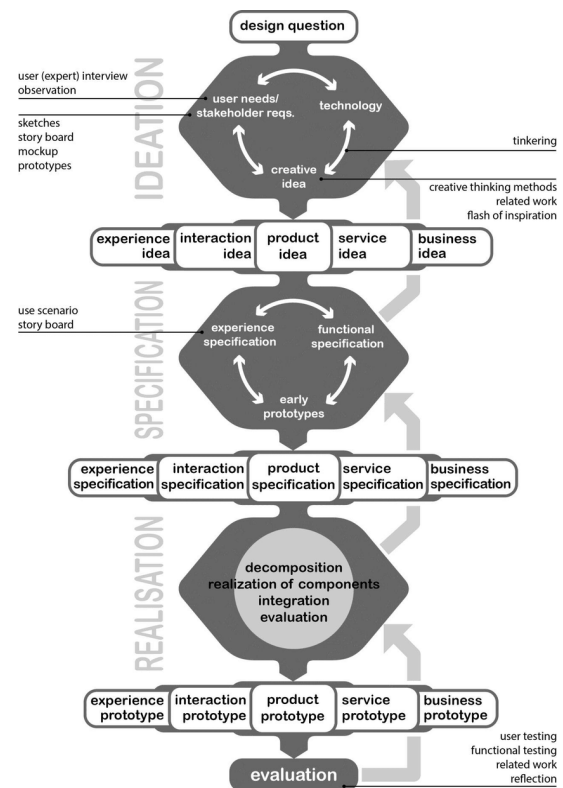 design question
IDEATION
user (expert) interview
observation
sketches
story board
mockup
prototypes
user needs/
stakeholder reqs.
technology
creative
idea
tinkering
creative thinking methods
related work
flash of inspiration
experience
idea
interaction
idea
product
idea
service
idea
business
idea
SPECIFICATION
use scenario
story board
experience
specification
functional
specification
early
prototypes
experience
specification
interaction
specification
product
specification
service
specification
business
specification
REALISATION
decomposition
realization of components
integration
evaluation
experience
prototype
interaction
prototype
product
prototype
service
prototype
business
prototype
evaluation
user testing
functional testing
related work
reflection